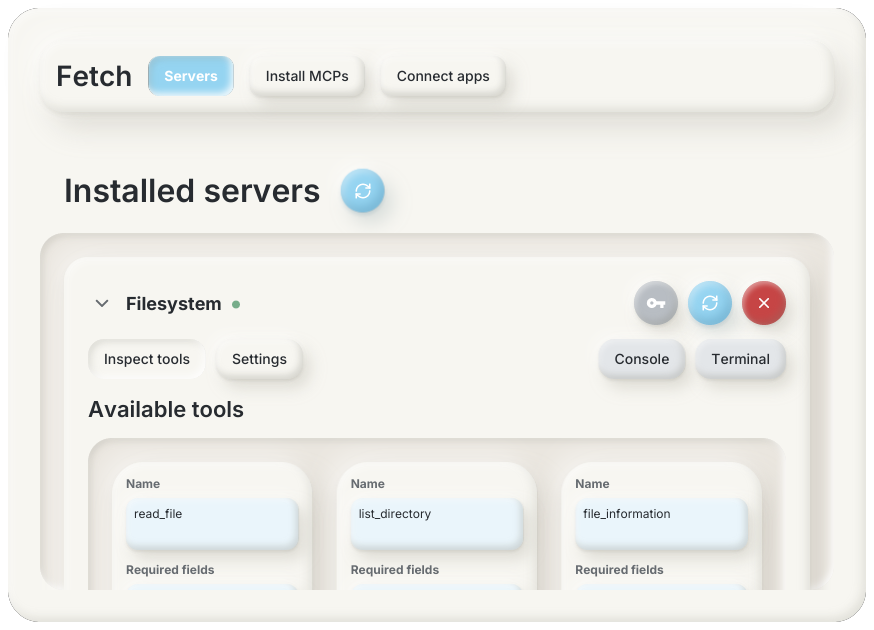 Fetch Servers Install MCPs Connect apps
Installed servers
Filesystem
Inspect tools Settings Console Terminal
Available tools
Name Name Name
read_file list_directory file_information
Required fields Required fields Required fields